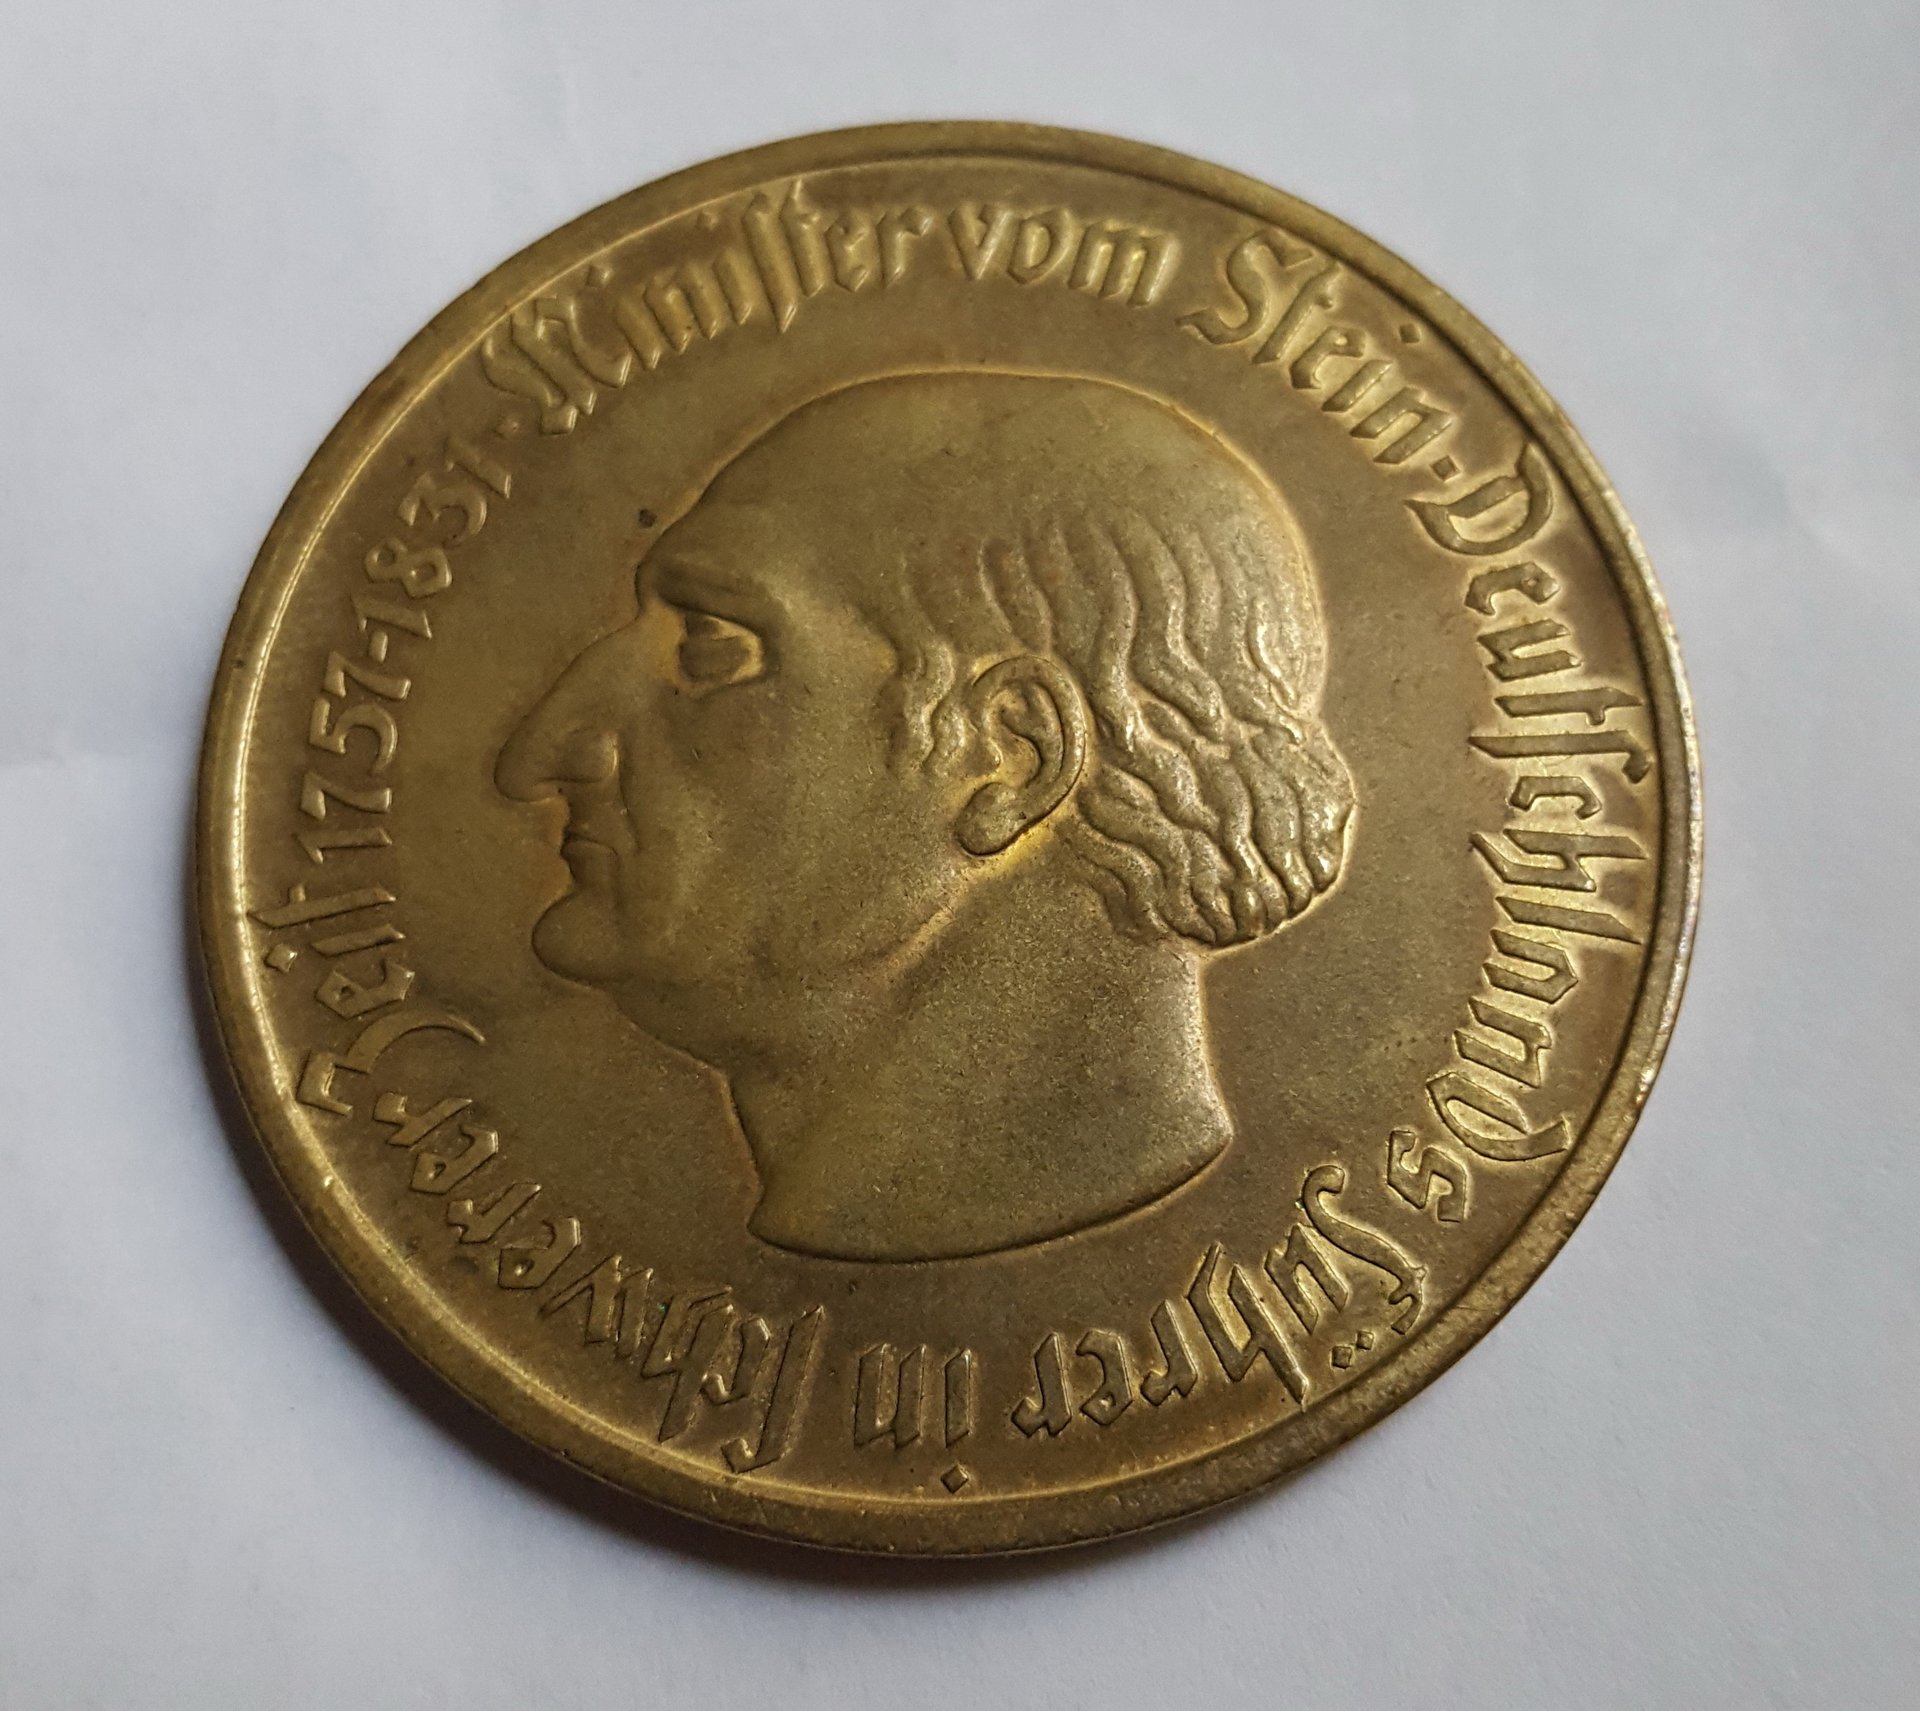 Minister vom Stein · Deutschlands Führer in schwerer Zeit 1757-1831 ·